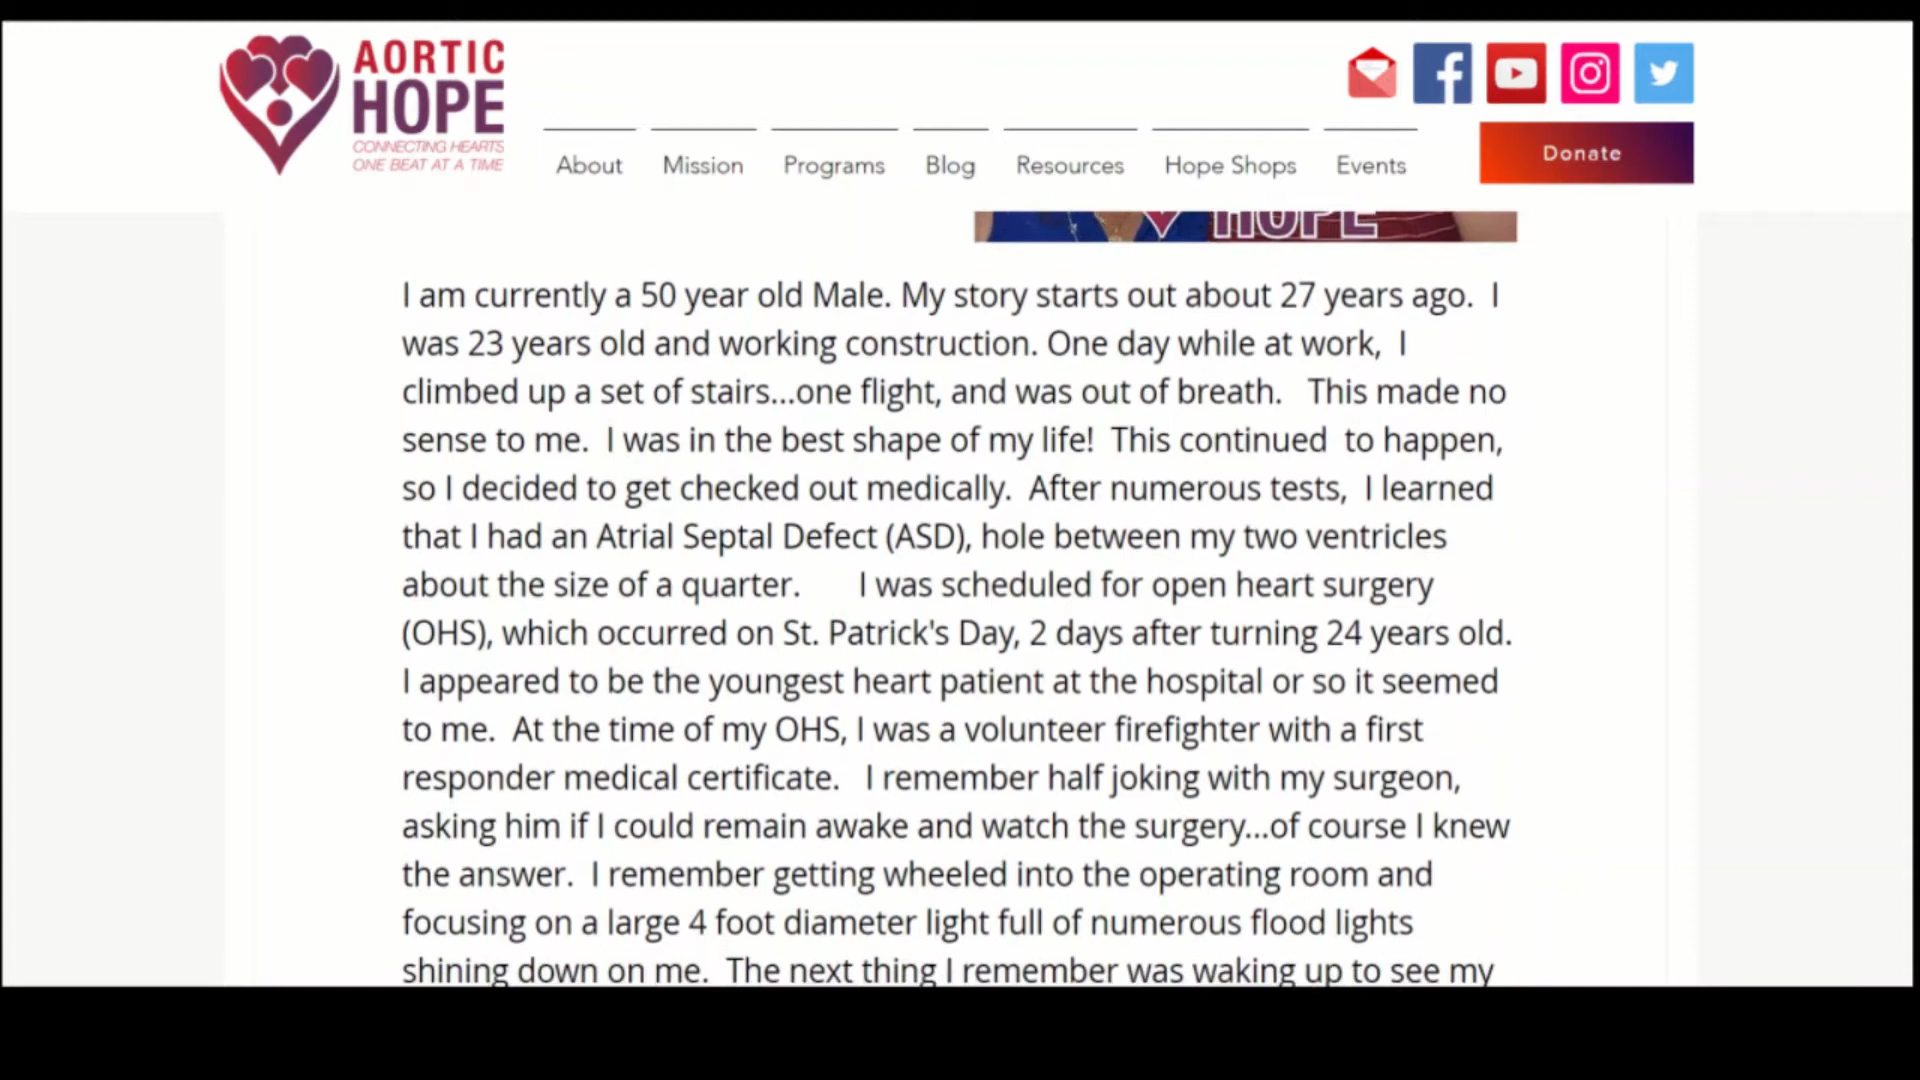 AORTIC
HOPE
CONNECTING HEARTS
ONE BEAT AT A TIME
About Mission Programs Blog Resources Hope Shops Events
Donate
HOPE
I am currently a 50 year old Male. My story starts out about 27 years ago.  I
was 23 years old and working construction. One day while at work,  I
climbed up a set of stairs...one flight, and was out of breath.   This made no
sense to me.  I was in the best shape of my life!  This continued  to happen,
so I decided to get checked out medically.  After numerous tests,  I learned
that I had an Atrial Septal Defect (ASD), hole between my two ventricles
about the size of a quarter.      I was scheduled for open heart surgery
(OHS), which occurred on St. Patrick's Day, 2 days after turning 24 years old.
I appeared to be the youngest heart patient at the hospital or so it seemed
to me.  At the time of my OHS, I was a volunteer firefighter with a first
responder medical certificate.   I remember half joking with my surgeon,
asking him if I could remain awake and watch the surgery...of course I knew
the answer.  I remember getting wheeled into the operating room and
focusing on a large 4 foot diameter light full of numerous flood lights
shining down on me.  The next thing I remember was waking up to see my